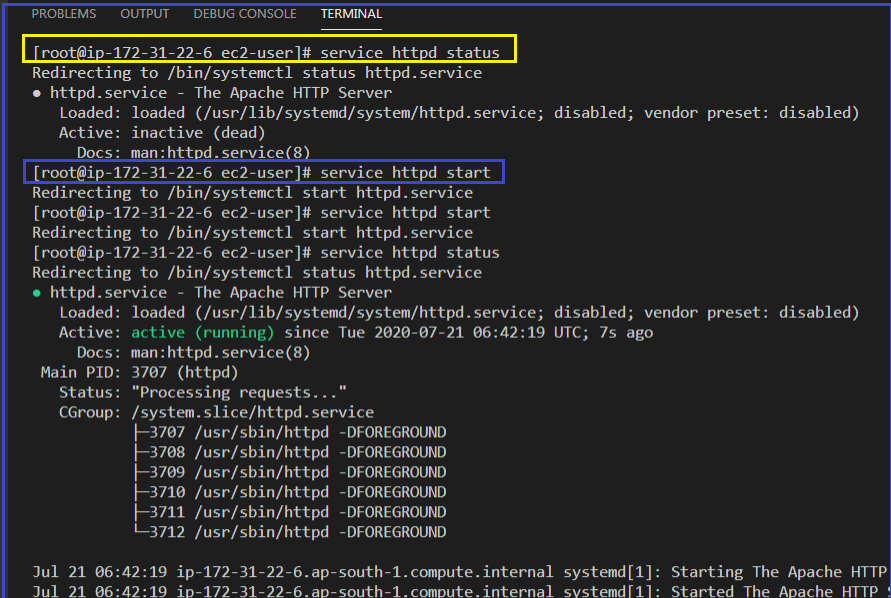 PROBLEMS OUTPUT DEBUG CONSOLE TERMINAL
[root@ip-172-31-22-6 ec2-user]# service httpd status
Redirecting to /bin/systemctl status httpd.service
● httpd.service - The Apache HTTP Server
   Loaded: loaded (/usr/lib/systemd/system/httpd.service; disabled; vendor preset: disabled)
   Active: inactive (dead)
     Docs: man:httpd.service(8)
[root@ip-172-31-22-6 ec2-user]# service httpd start
Redirecting to /bin/systemctl start httpd.service
[root@ip-172-31-22-6 ec2-user]# service httpd start
Redirecting to /bin/systemctl start httpd.service
[root@ip-172-31-22-6 ec2-user]# service httpd status
Redirecting to /bin/systemctl status httpd.service
● httpd.service - The Apache HTTP Server
   Loaded: loaded (/usr/lib/systemd/system/httpd.service; disabled; vendor preset: disabled)
   Active: active (running) since Tue 2020-07-21 06:42:19 UTC; 7s ago
     Docs: man:httpd.service(8)
 Main PID: 3707 (httpd)
   Status: "Processing requests..."
   CGroup: /system.slice/httpd.service
           ├─3707 /usr/sbin/httpd -DFOREGROUND
           ├─3708 /usr/sbin/httpd -DFOREGROUND
           ├─3709 /usr/sbin/httpd -DFOREGROUND
           ├─3710 /usr/sbin/httpd -DFOREGROUND
           ├─3711 /usr/sbin/httpd -DFOREGROUND
           └─3712 /usr/sbin/httpd -DFOREGROUND
Jul 21 06:42:19 ip-172-31-22-6.ap-south-1.compute.internal systemd[1]: Starting The Apache HTTP
Jul 21 06:42:19 ip-172-31-22-6.ap-south-1.compute.internal systemd[1]: Started The Apache HTTP